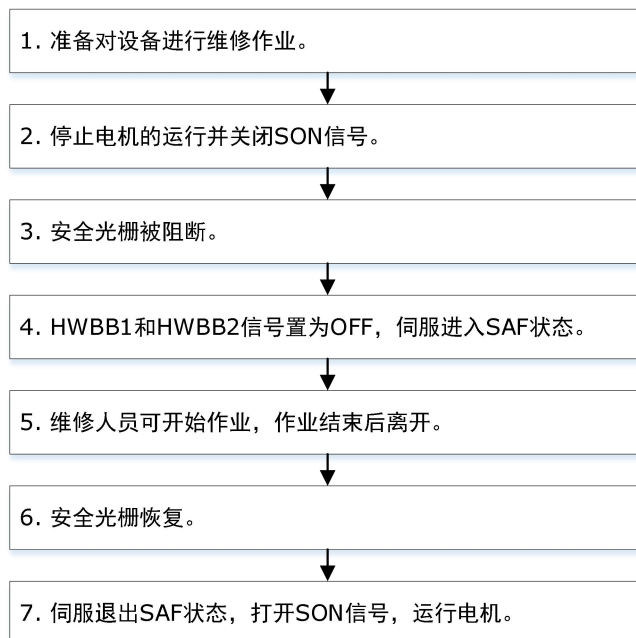 1. 准备对设备进行维修作业。
2. 停止电机的运行并关闭SON信号。
3. 安全光栅被阻断。
4. HWBB1和HWBB2信号置为OFF，伺服进入SAF状态。
5. 维修人员可开始作业，作业结束后离开。
6. 安全光栅恢复。
7. 伺服退出SAF状态，打开SON信号，运行电机。